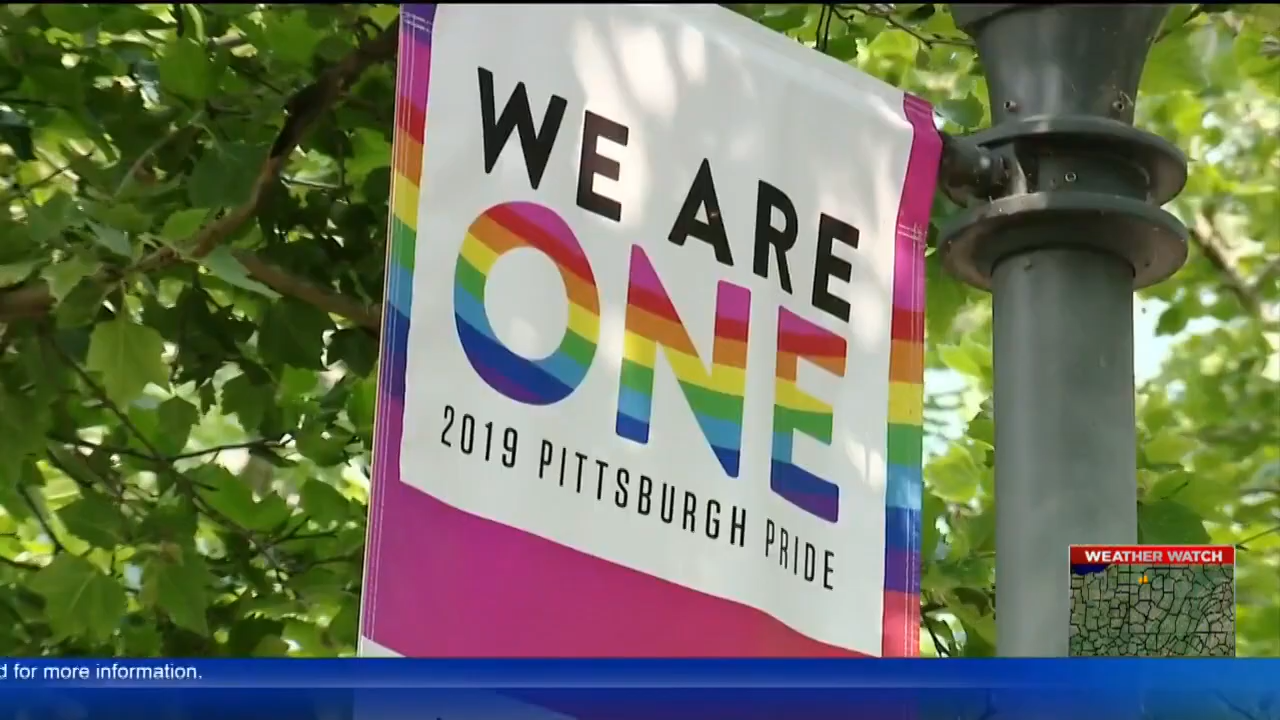 WE ARE
ONE
2019 PITTSBURGH PRIDE
WEATHER WATCH
for more information.